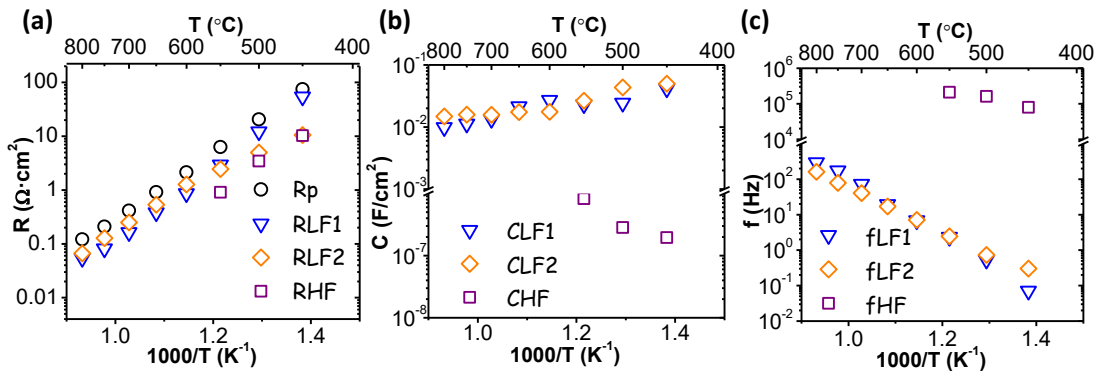 (a)
T (°C)
800 700 600 500 400
100
10
1
0.1
0.01
R (Ω·cm²)
Rp
RLF1
RLF2
RHF
1.0 1.2 1.4
1000/T (K⁻¹)
(b)
T (°C)
800 700 600 500 400
10⁻¹
10⁻²
10⁻³
10⁻⁷
10⁻⁸
C (F/cm²)
CLF1
CLF2
CHF
1.0 1.2 1.4
1000/T (K⁻¹)
(c)
T (°C)
800 700 600 500 400
10⁶
10⁵
10⁴
10²
10¹
10⁰
10⁻¹
10⁻²
f (Hz)
fLF1
fLF2
fHF
1.0 1.2 1.4
1000/T (K⁻¹)